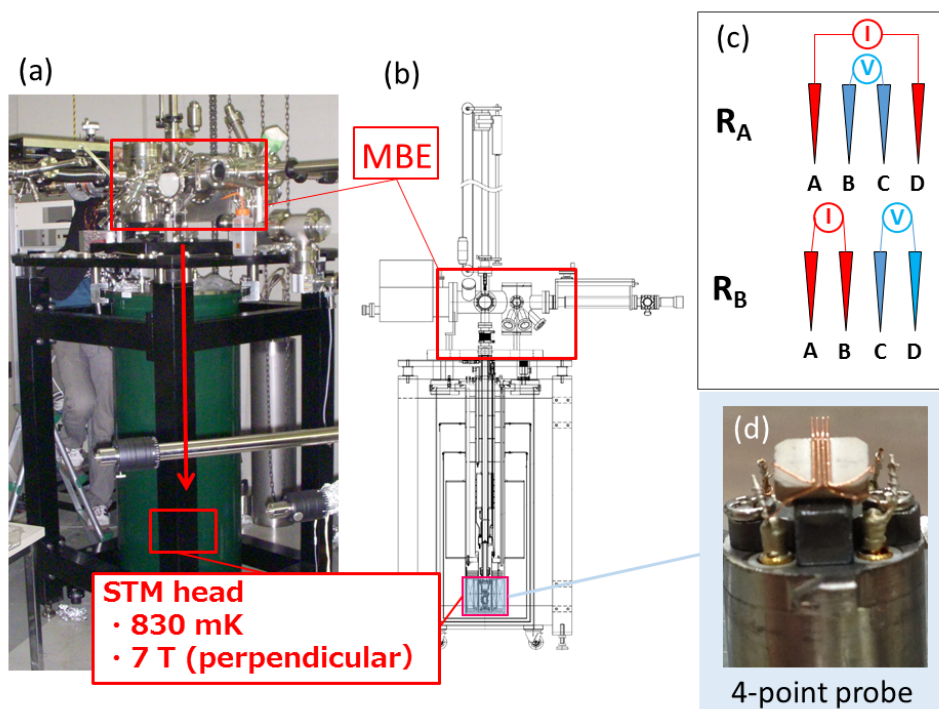 (a)
(b)
MBE
STM head
・830 mK
・7 T (perpendicular)
(c)
I
V
R_A
A B C D
I V
R_B
A B C D
(d)
4-point probe